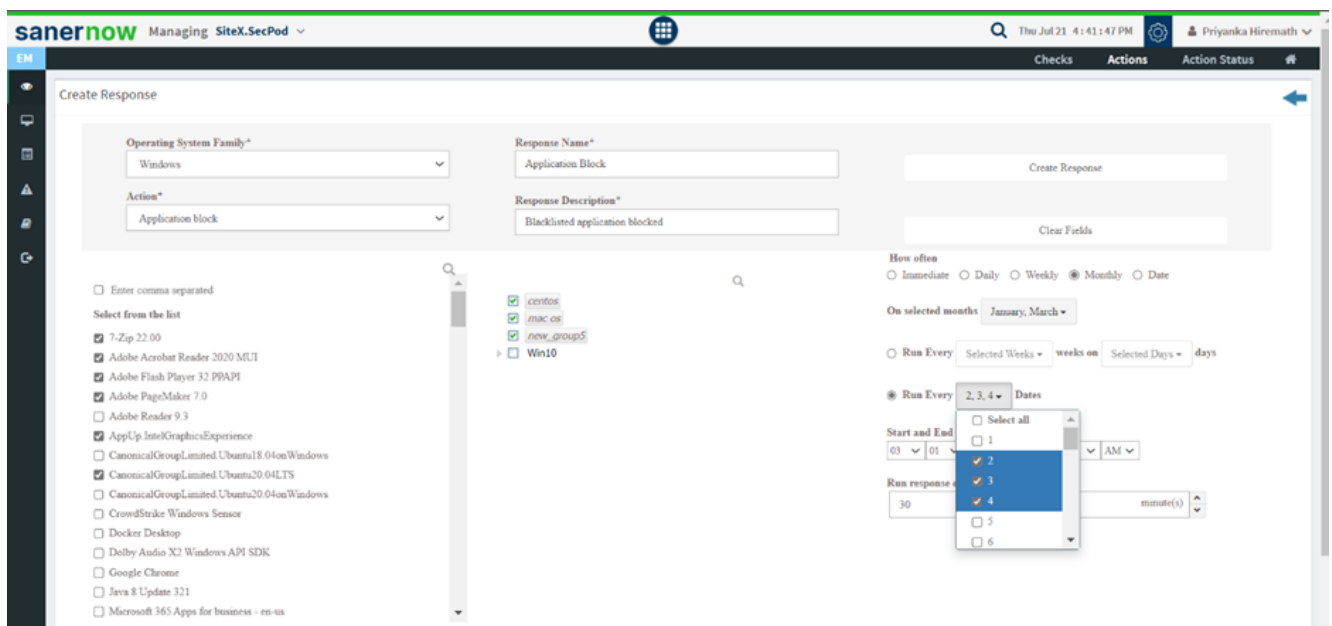 sanernow Managing SiteX.SecPod Thu Jul 21 4:41:47 PM Priyanka Hiremath
EM Checks Actions Action Status
Create Response
Operating System Family*
Windows
Action*
Application block
Response Name*
Application Block
Response Description*
Blacklisted application blocked
Create Response
Clear Fields
Enter comma separated
Select from the list
7-Zip 22.00
Adobe Acrobat Reader 2020 MUI
Adobe Flash Player 32 PPAPI
Adobe PageMaker 7.0
Adobe Reader 9.3
AppUp.IntelGraphicsExperience
CanonicalGroupLimited.Ubuntu18.04onWindows
CanonicalGroupLimited.Ubuntu20.04LTS
CanonicalGroupLimited.Ubuntu20.04onWindows
CrowdStrike Windows Sensor
Docker Desktop
Dolby Audio X2 Windows API SDK
Google Chrome
Java 8 Update 321
Microsoft 365 Apps for business - en-us
centos
mac os
new_group5
Win10
How often
Immediate Daily Weekly Monthly Date
On selected months January, March
Run Every Selected Weeks weeks on Selected Days days
Run Every 2, 3, 4 Dates
Select all
1
2
3
4
5
6
Start and End
03 01 AM
Run response
30 minute(s)